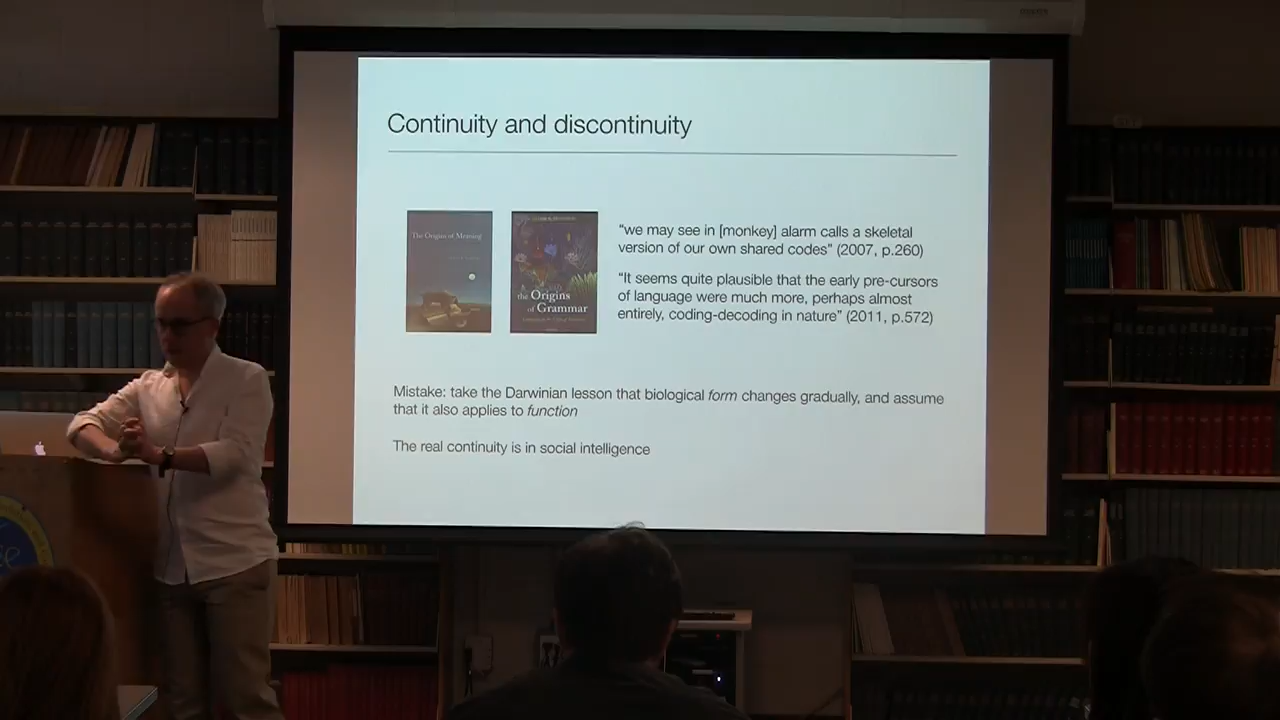 Continuity and discontinuity
The Origins of Meaning
the Origins
of Grammar
“we may see in [monkey] alarm calls a skeletal
version of our own shared codes” (2007, p.260)
“It seems quite plausible that the early pre-cursors
of language were much more, perhaps almost
entirely, coding-decoding in nature” (2011, p.572)
Mistake: take the Darwinian lesson that biological form changes gradually, and assume
that it also applies to function
The real continuity is in social intelligence